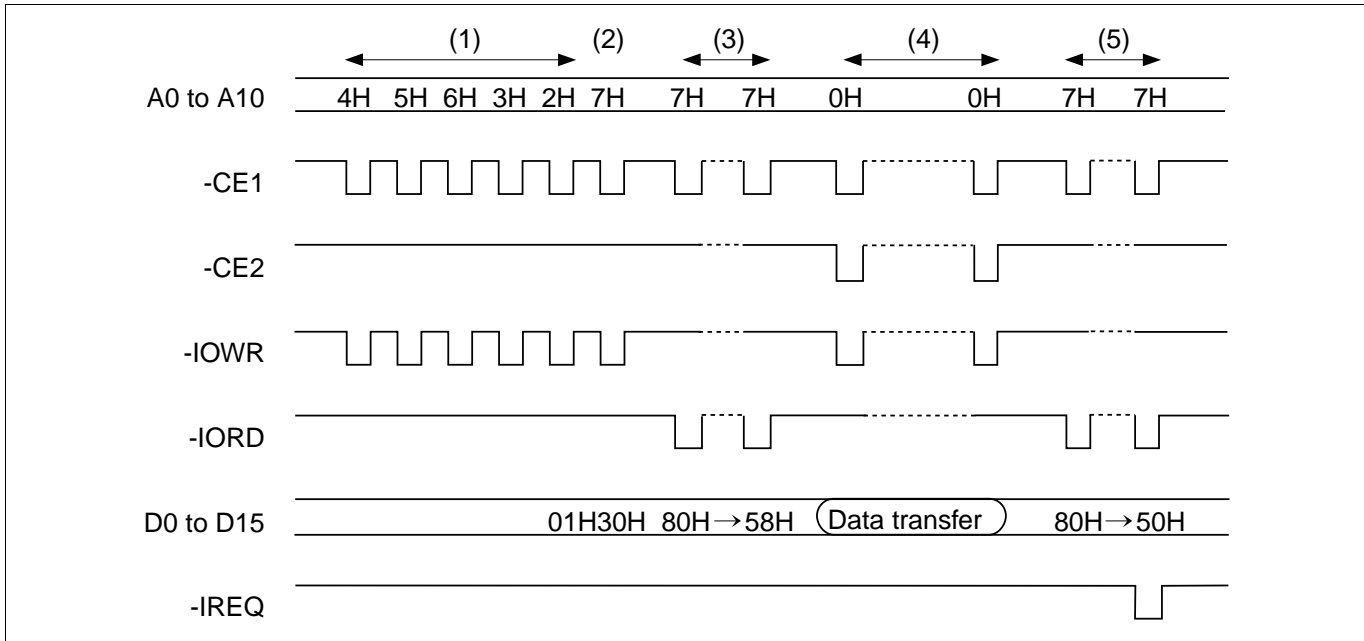 (1) (2) (3) (4) (5)
A0 to A10 4H 5H 6H 3H 2H 7H 7H 7H 0H 0H 7H 7H
-CE1
-CE2
-IOWR
-IORD
D0 to D15 01H30H 80H→58H Data transfer 80H→50H
-IREQ